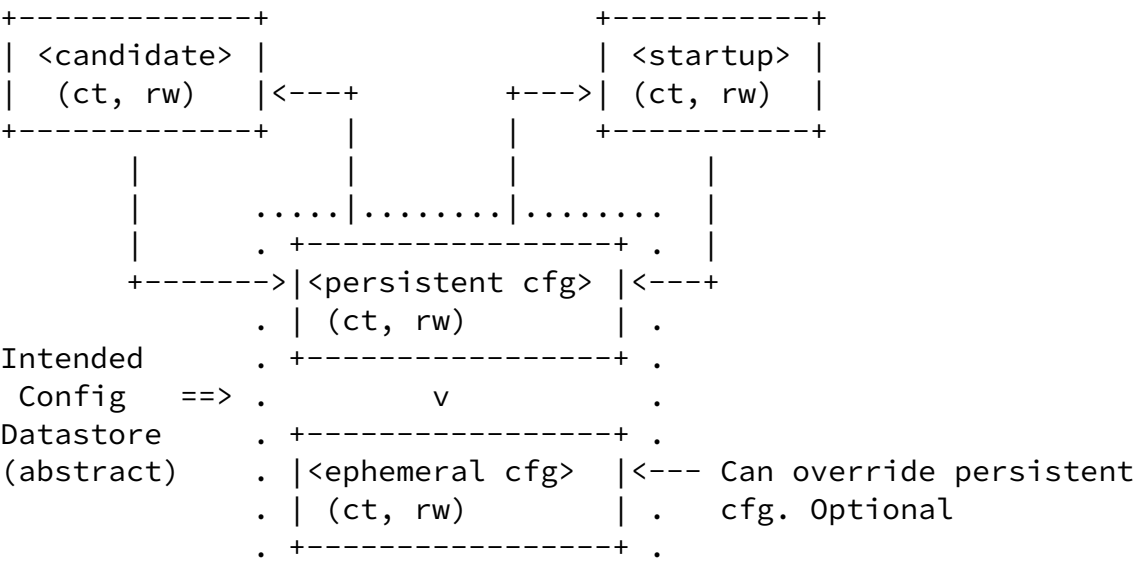 +-------------+                  +-----------+
| <candidate> |                  | <startup> |
|  (ct, rw)   |<---+       +--->| (ct, rw)  |
+-------------+    |       |    +-----------+
       |           |       |          |
       |      .....|........|........ |
       |      . +-----------------+ . |
       +------->|<persistent cfg> |<---+
              . | (ct, rw)        | .
Intended      . +-----------------+ .
 Config   ==> .         v           .
Datastore     . +-----------------+ .
(abstract)    . |<ephemeral cfg>  |<--- Can override persistent
              . | (ct, rw)        | .   cfg. Optional
              . +-----------------+ .